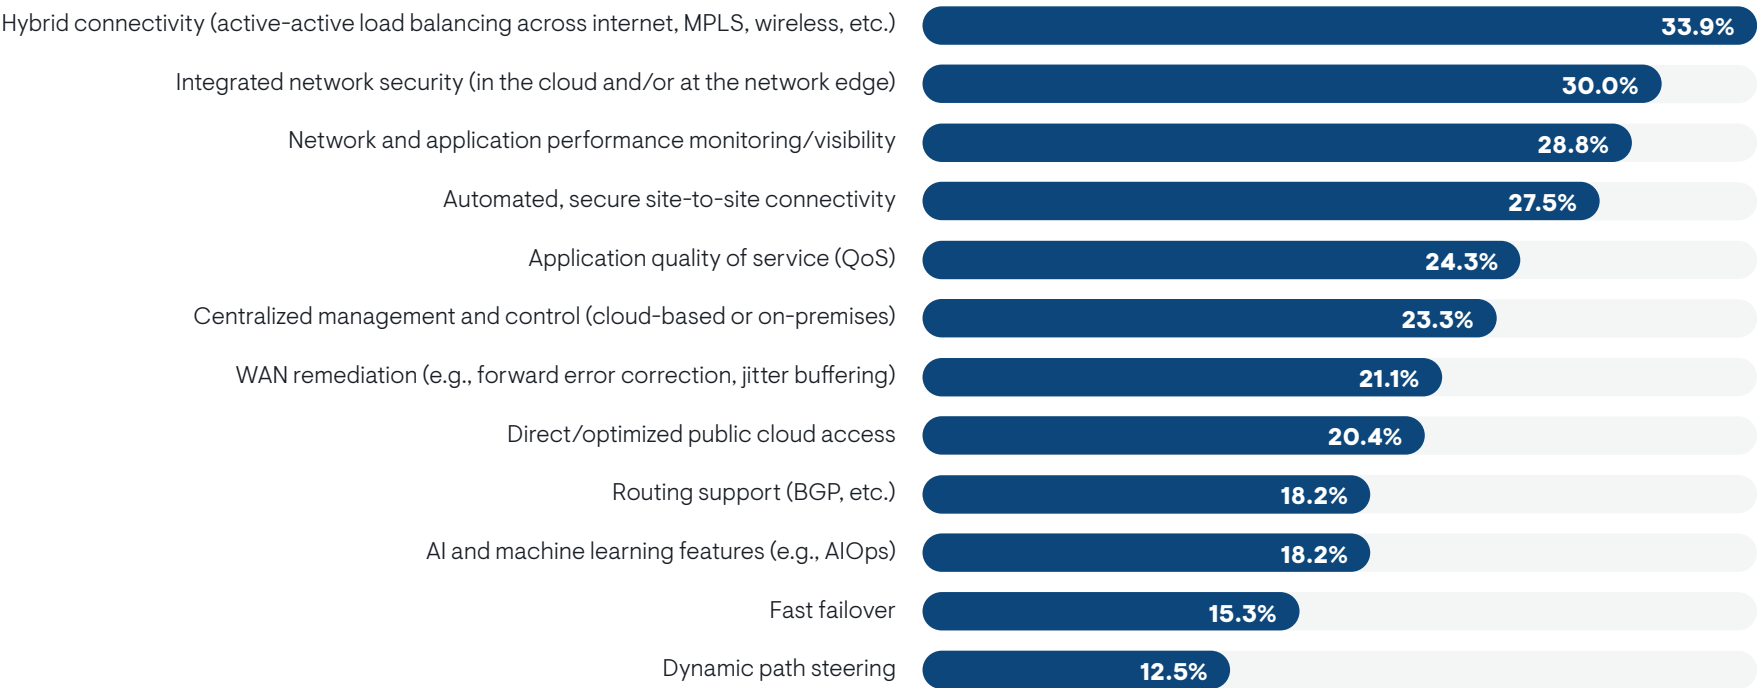 Hybrid connectivity (active-active load balancing across internet, MPLS, wireless, etc.) 33.9%
Integrated network security (in the cloud and/or at the network edge) 30.0%
Network and application performance monitoring/visibility 28.8%
Automated, secure site-to-site connectivity 27.5%
Application quality of service (QoS) 24.3%
Centralized management and control (cloud-based or on-premises) 23.3%
WAN remediation (e.g., forward error correction, jitter buffering) 21.1%
Direct/optimized public cloud access 20.4%
Routing support (BGP, etc.) 18.2%
AI and machine learning features (e.g., AIOps) 18.2%
Fast failover 15.3%
Dynamic path steering 12.5%